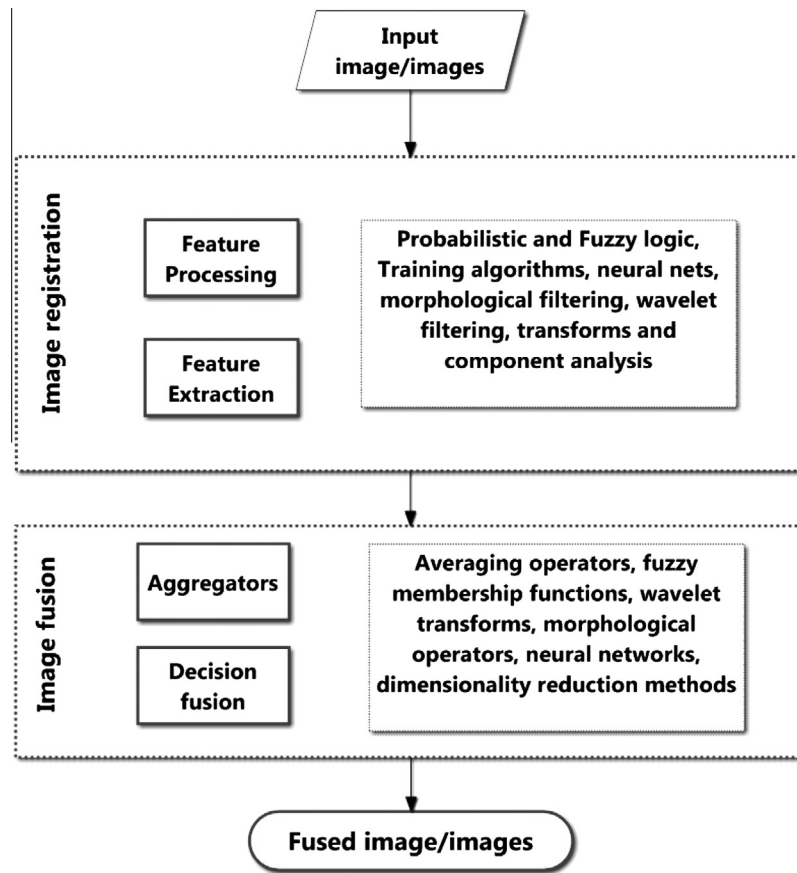 Input
image/images
Image registration
Feature
Processing
Feature
Extraction
Probabilistic and Fuzzy logic,
Training algorithms, neural nets,
morphological filtering, wavelet
filtering, transforms and
component analysis
Image fusion
Aggregators
Decision
fusion
Averaging operators, fuzzy
membership functions, wavelet
transforms, morphological
operators, neural networks,
dimensionality reduction methods
Fused image/images